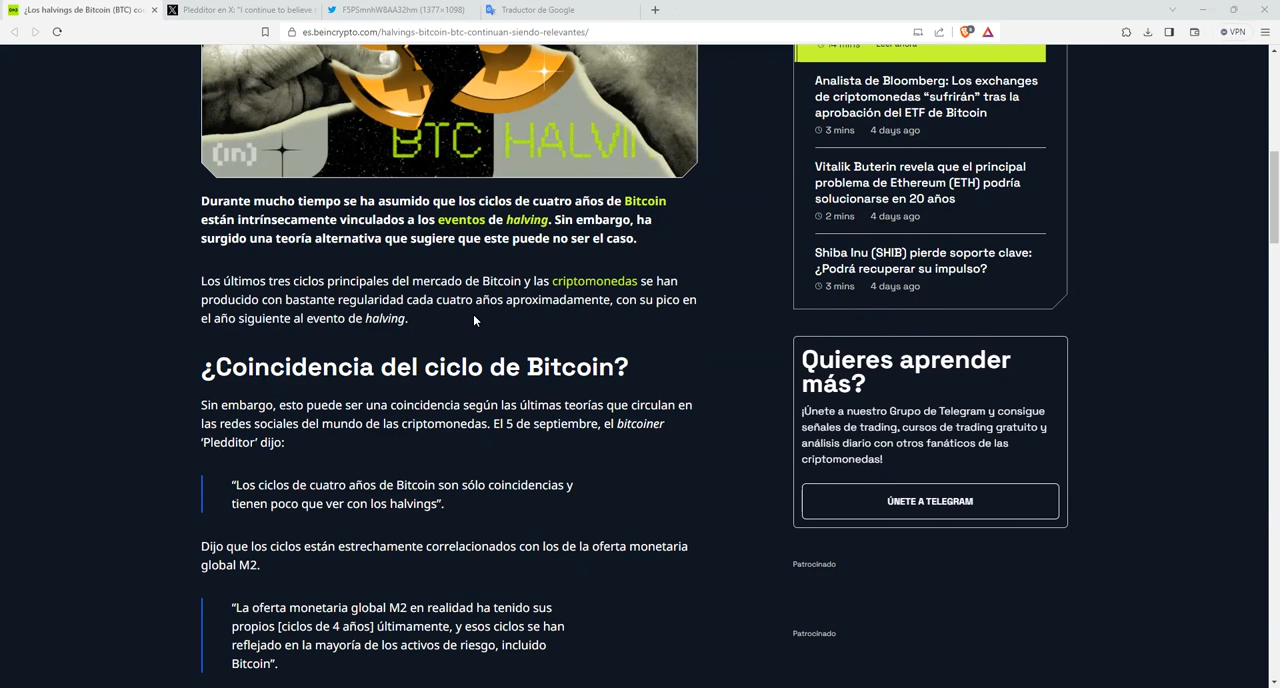 ¿Los halvings de Bitcoin (BTC) co
Pledditor en X: "I continue to believe
F5PSmnhW8AA32hm (1377×1098)
Traductor de Google
es.beincrypto.com/halvings-bitcoin-btc-continuan-siendo-relevantes/
VPN
BTC HALVIN
(in)
Durante mucho tiempo se ha asumido que los ciclos de cuatro años de Bitcoin
están intrínsecamente vinculados a los eventos de halving. Sin embargo, ha
surgido una teoría alternativa que sugiere que este puede no ser el caso.
Los últimos tres ciclos principales del mercado de Bitcoin y las criptomonedas se han
producido con bastante regularidad cada cuatro años aproximadamente, con su pico en
el año siguiente al evento de halving.
¿Coincidencia del ciclo de Bitcoin?
Sin embargo, esto puede ser una coincidencia según las últimas teorías que circulan en
las redes sociales del mundo de las criptomonedas. El 5 de septiembre, el bitcoiner
‘Pledditor’ dijo:
“Los ciclos de cuatro años de Bitcoin son sólo coincidencias y
tienen poco que ver con los halvings”.
Dijo que los ciclos están estrechamente correlacionados con los de la oferta monetaria
global M2.
“La oferta monetaria global M2 en realidad ha tenido sus
propios [ciclos de 4 años] últimamente, y esos ciclos se han
reflejado en la mayoría de los activos de riesgo, incluido
Bitcoin”.
14 mins Leer ahora
Analista de Bloomberg: Los exchanges
de criptomonedas “sufrirán” tras la
aprobación del ETF de Bitcoin
3 mins 4 days ago
Vitalik Buterin revela que el principal
problema de Ethereum (ETH) podría
solucionarse en 20 años
2 mins 4 days ago
Shiba Inu (SHIB) pierde soporte clave:
¿Podrá recuperar su impulso?
3 mins 4 days ago
Quieres aprender
más?
¡Únete a nuestro Grupo de Telegram y consigue
señales de trading, cursos de trading gratuito y
análisis diario con otros fanáticos de las
criptomonedas!
ÚNETE A TELEGRAM
Patrocinado
Patrocinado